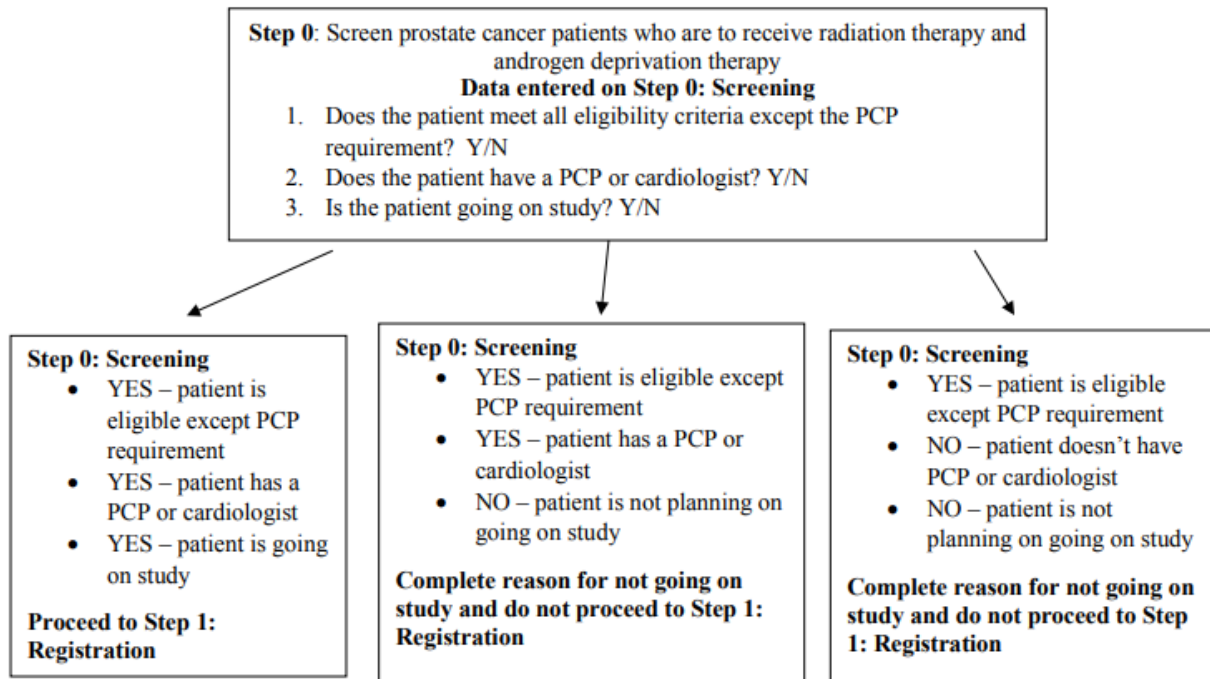 Step 0: Screen prostate cancer patients who are to receive radiation therapy and
androgen deprivation therapy
Data entered on Step 0: Screening
1. Does the patient meet all eligibility criteria except the PCP
requirement? Y/N
2. Does the patient have a PCP or cardiologist? Y/N
3. Is the patient going on study? Y/N
Step 0: Screening
• YES – patient is
eligible except PCP
requirement
• YES – patient has a
PCP or cardiologist
• YES – patient is going
on study
Proceed to Step 1:
Registration
Step 0: Screening
• YES – patient is eligible except
PCP requirement
• YES – patient has a PCP or
cardiologist
• NO – patient is not planning on
going on study
Complete reason for not going on
study and do not proceed to Step 1:
Registration
Step 0: Screening
• YES – patient is eligible
except PCP requirement
• NO – patient doesn’t have
PCP or cardiologist
• NO – patient is not
planning on going on study
Complete reason for not going on
study and do not proceed to Step
1: Registration